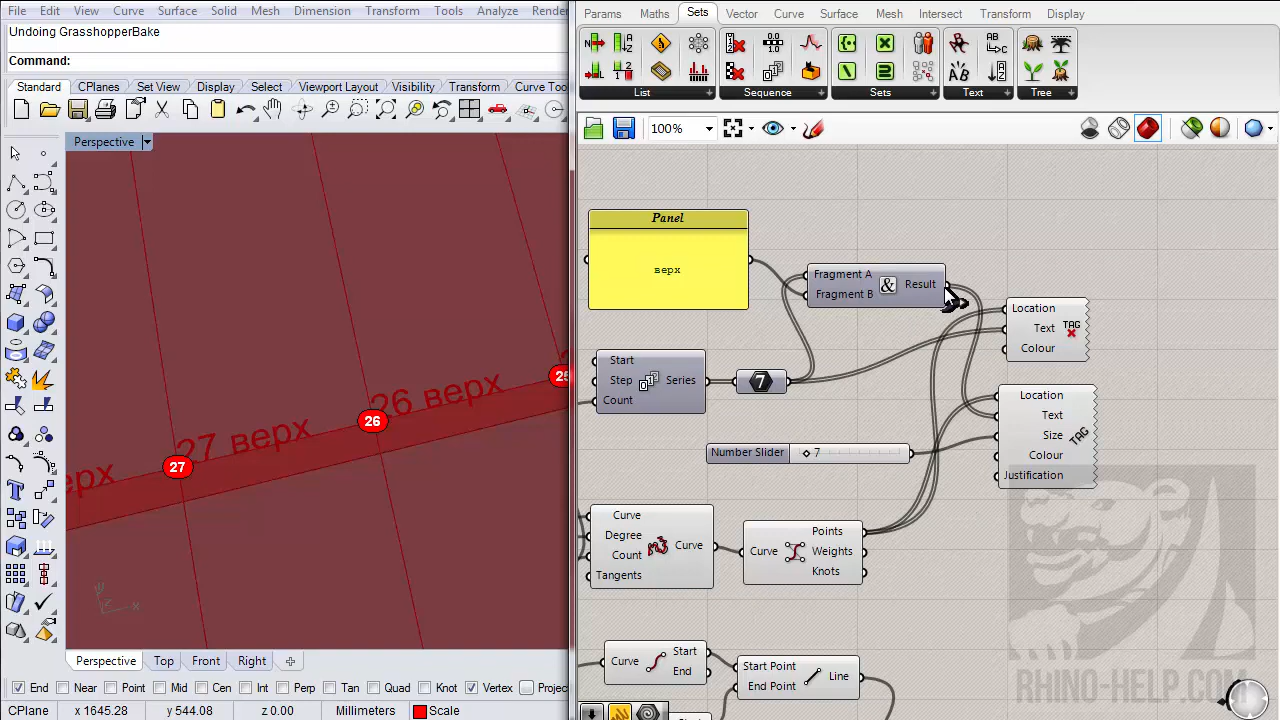 File Edit View Curve Surface Solid Mesh Dimension Transform Tools Analyze
Undoing GrasshopperBake
Command:
Standard CPlanes Set View Display Select Viewport Layout Visibility Transform Curve
Perspective
27 верх
26 верх
27
26
25
z
y
x
Perspective Top Front Right
End Near Point Mid Cen Int Perp Tan Quad Knot Vertex
CPlane x 1645.28 y 544.08 z 0.00 Millimeters Scale
Params Maths Sets Vector Curve Surface Mesh Intersect Transform Display
List Sequence Sets Text Tree
100%
Panel
верх
Fragment A
Fragment B
& Result
Location
Text
Colour
TAG
Start
Step
Count
Series
7
Location
Text
Size
Colour
Justification
TAG
Number Slider 7
Curve
Degree
Count
Tangents
Curve
Curve
Points
Weights
Knots
Curve
Start
End
Start Point
End Point
Line
RHINO-HELP.COM